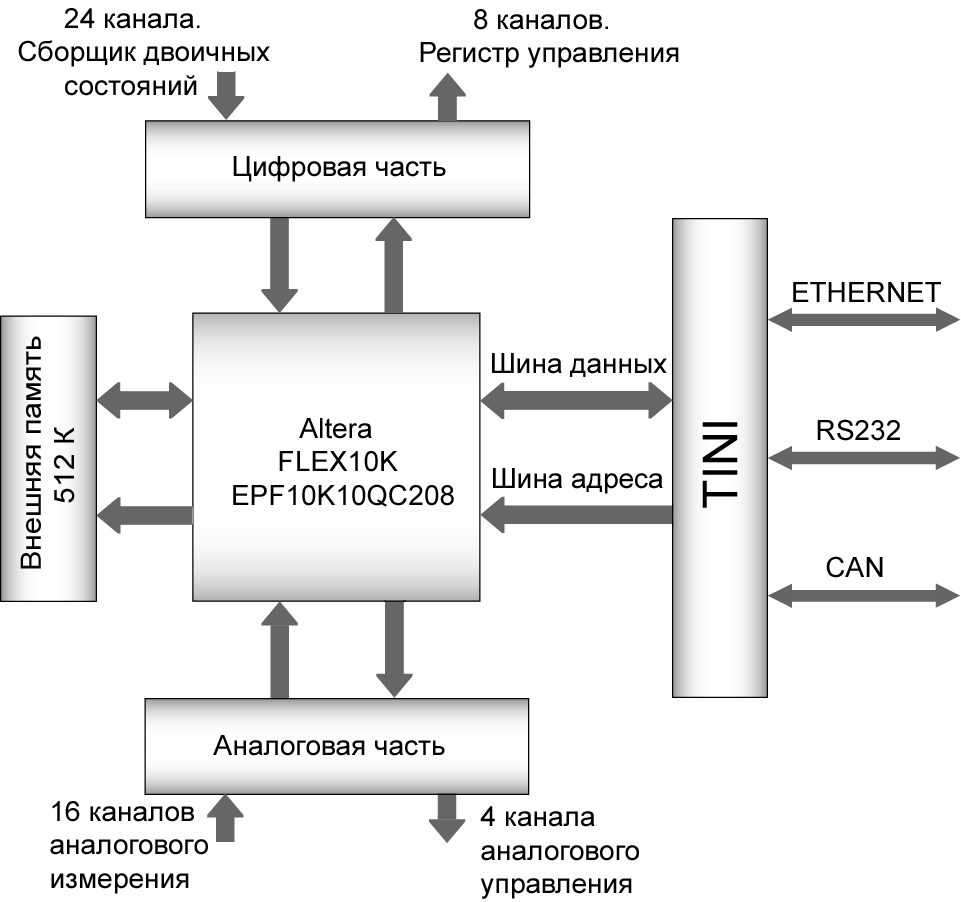 24 канала.
Сборщик двоичных
состояний
8 каналов.
Регистр управления
Цифровая часть
Внешняя память
512 К
Altera
FLEX10K
EPF10K10QC208
Шина данных
Шина адреса
TINI
ETHERNET
RS232
CAN
Аналоговая часть
16 каналов
аналогового
измерения
4 канала
аналогового
управления